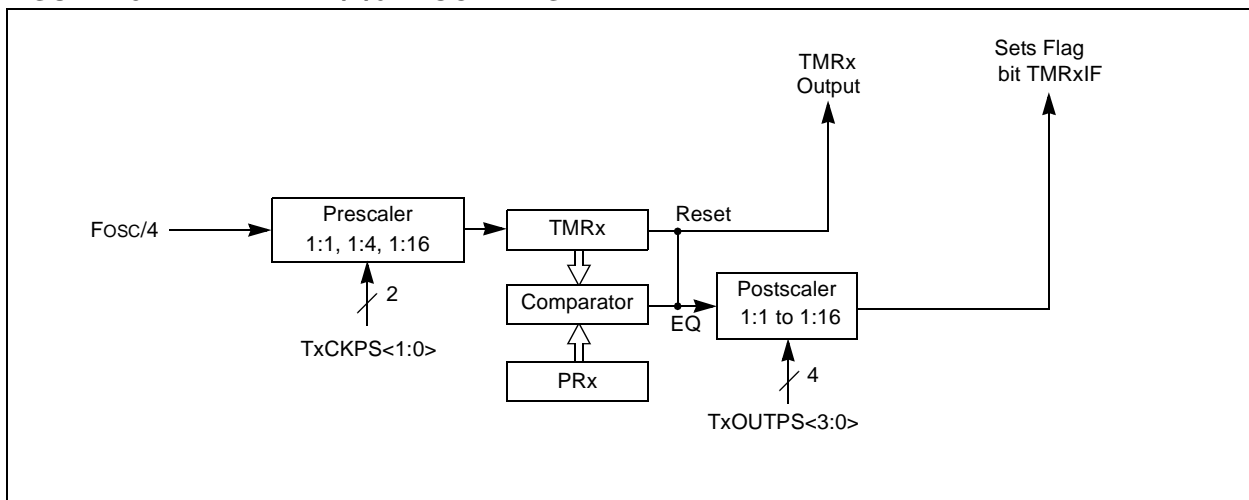 TMRx
Output
Sets Flag
bit TMRxIF
Fosc/4
Prescaler
1:1, 1:4, 1:16
2
TxCKPS<1:0>
TMRx
Reset
Comparator
EQ
PRx
Postscaler
1:1 to 1:16
4
TxOUTPS<3:0>